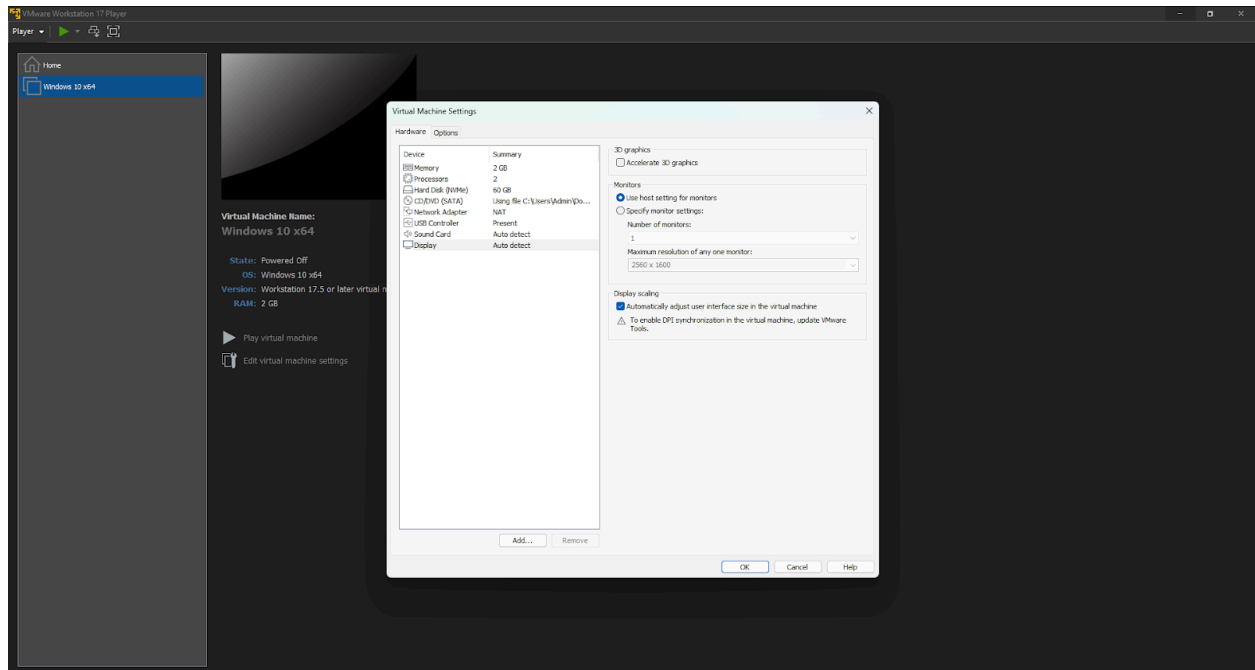 VMware Workstation 17 Player
Player
Home
Windows 10 x64
Virtual Machine Name:
Windows 10 x64
State: Powered Off
OS: Windows 10 x64
Version: Workstation 17.5 or later virtual m
RAM: 2 GB
Play virtual machine
Edit virtual machine settings
Virtual Machine Settings
Hardware Options
Device Summary
Memory 2 GB
Processors 2
Hard Disk (NVMe) 60 GB
CD/DVD (SATA) Using file C:\Users\Admin\Do...
Network Adapter NAT
USB Controller Present
Sound Card Auto detect
Display Auto detect
Add... Remove
3D graphics
Accelerate 3D graphics
Monitors
Use host setting for monitors
Specify monitor settings:
Number of monitors:
1
Maximum resolution of any one monitor:
2560 x 1600
Display scaling
Automatically adjust user interface size in the virtual machine
To enable DPI synchronization in the virtual machine, update VMware
Tools.
OK Cancel Help